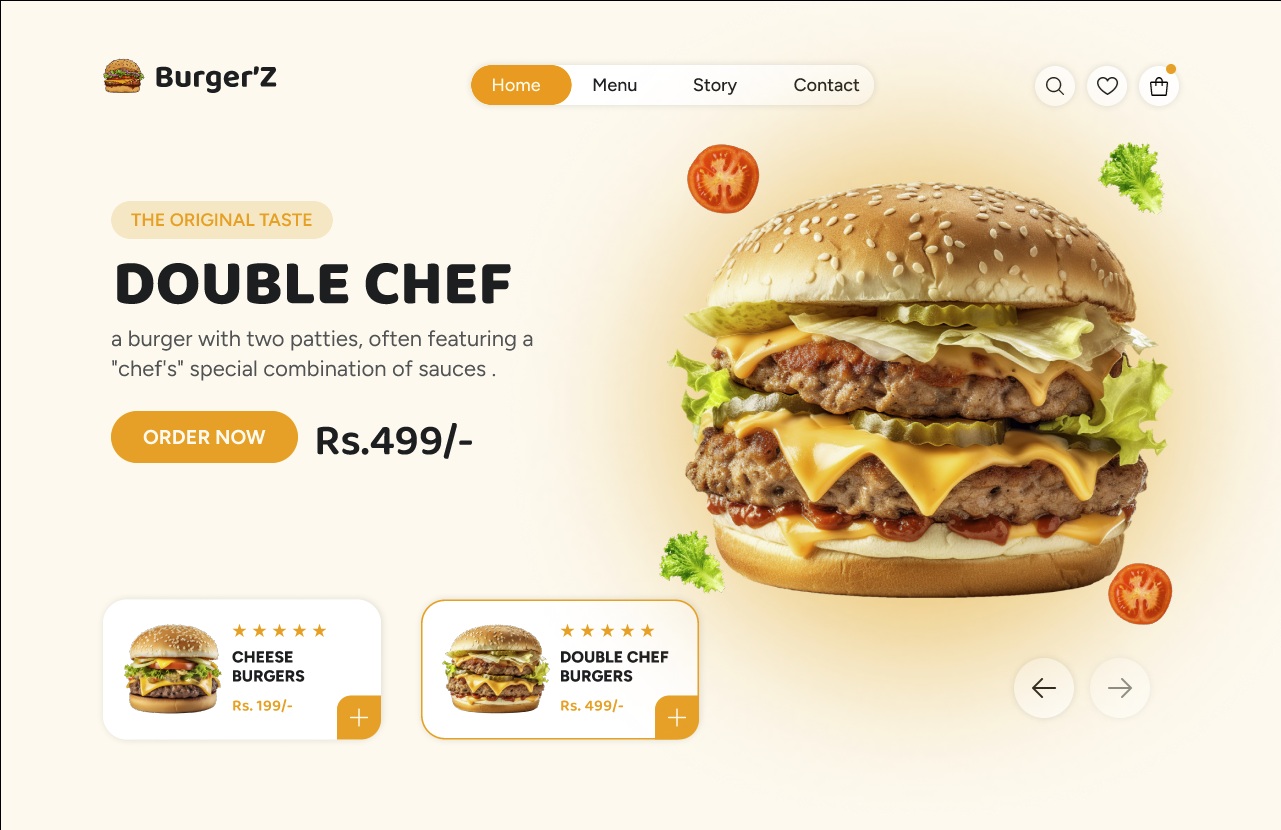 Burger'Z
Home
Menu
Story
Contact
THE ORIGINAL TASTE
DOUBLE CHEF
a burger with two patties, often featuring a
"chef's" special combination of sauces .
ORDER NOW
Rs.499/-
CHEESE
BURGERS
Rs. 199/-
DOUBLE CHEF
BURGERS
Rs. 499/-